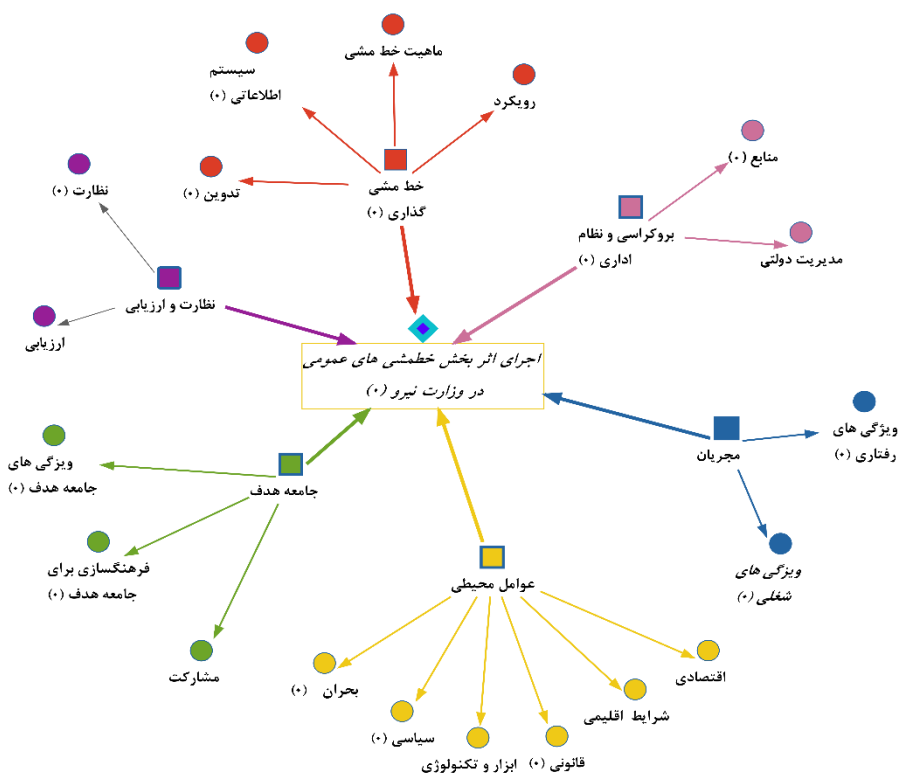 ماهیت خط مشی
سیستم
اطلاعاتی (۰)
رویکرد
منابع (۰)
تدوین (۰)
خط مشی
گذاری (۰)
نظارت (۰)
بروکراسی و نظام
اداری (۰)
مدیریت دولتی
نظارت و ارزیابی
ارزیابی
اجرای اثر بخش خطمشی های عمومی
در وزارت نیرو (۰)
ویژگی های
رفتاری (۰)
مجریان
ویزگی های
جامعه هدف (۰)
جامعه هدف
فرهنگسازی برای
جامعه هدف (۰)
ویزگی های
شغلی (۰)
عوامل محیطی
مشارکت
اقتصادی
بحران (۰)
شرایط اقلیمی
سیاسی (۰)
ابزار و تکنولوژی
قانونی (۰)